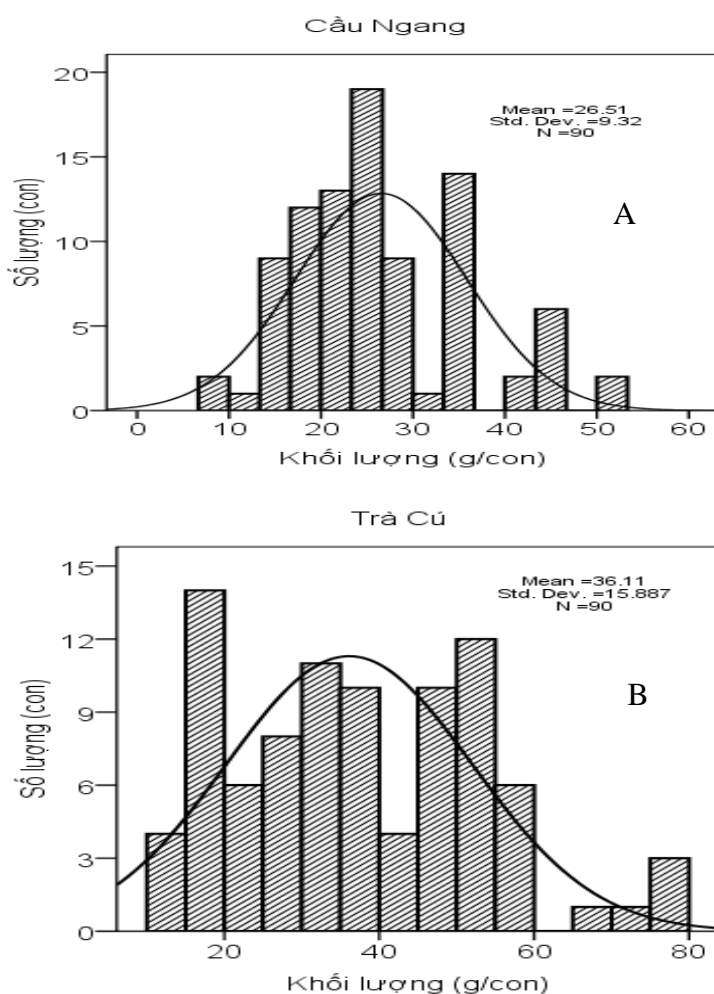 Cầu Ngang
Mean =26.51
Std. Dev. =9.32
N =90
A
20
15
10
5
0
Số lượng (con)
0 10 20 30 40 50 60
Khối lượng (g/con)
Trà Cú
Mean =36.11
Std. Dev. =15.887
N =90
B
15
12
9
6
3
0
Số lượng (con)
20 40 60 80
Khối lượng (g/con)